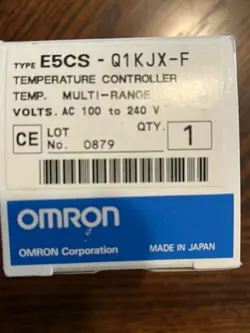 TYPE E5CS - Q1KJX-F
TEMPERATURE CONTROLLER
TEMP. MULTI-RANGE
VOLTS. AC 100 to 240 V
CE LOT No. 0879 QTY. 1
OMRON
OMRON Corporation MADE IN JAPAN